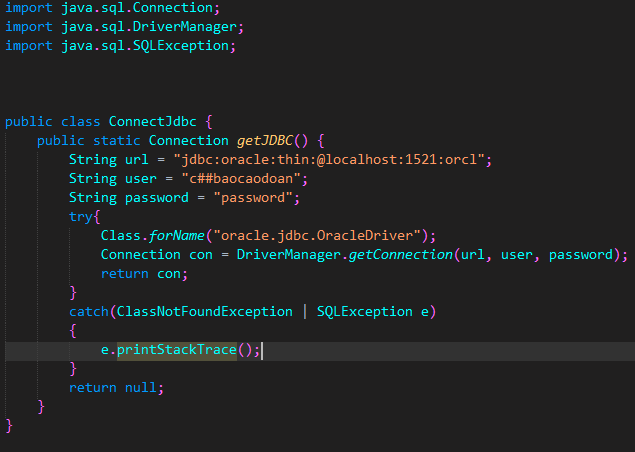 import java.sql.Connection;
import java.sql.DriverManager;
import java.sql.SQLException;
public class ConnectJdbc {
    public static Connection getJDBC() {
        String url = "jdbc:oracle:thin:@localhost:1521:orcl";
        String user = "c##baocaodoan";
        String password = "password";
        try{
            Class.forName("oracle.jdbc.OracleDriver");
            Connection con = DriverManager.getConnection(url, user, password);
            return con;
        }
        catch(ClassNotFoundException | SQLException e)
        {
            e.printStackTrace();
        }
        return null;
    }
}